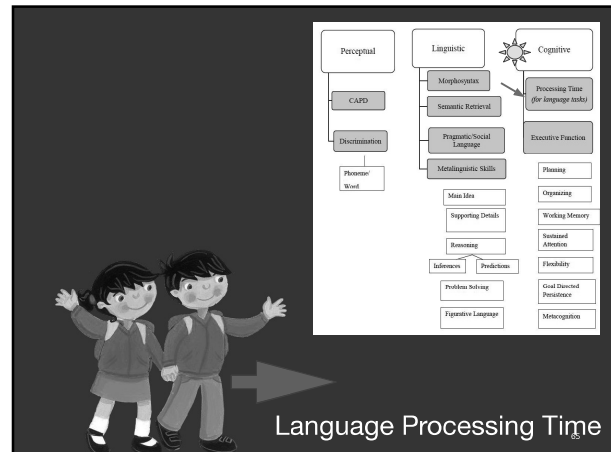 Perceptual
Linguistic
Cognitive
CAPD
Discrimination
Phoneme/
Word
Morphosyntax
Semantic Retrieval
Pragmatic/Social
Language
Metalinguistic Skills
Main Idea
Supporting Details
Reasoning
Inferences
Predictions
Problem Solving
Figurative Language
Processing Time
(for language tasks)
Executive Function
Planning
Organizing
Working Memory
Sustained
Attention
Flexibility
Goal Directed
Persistence
Metacognition
Language Processing Time
65